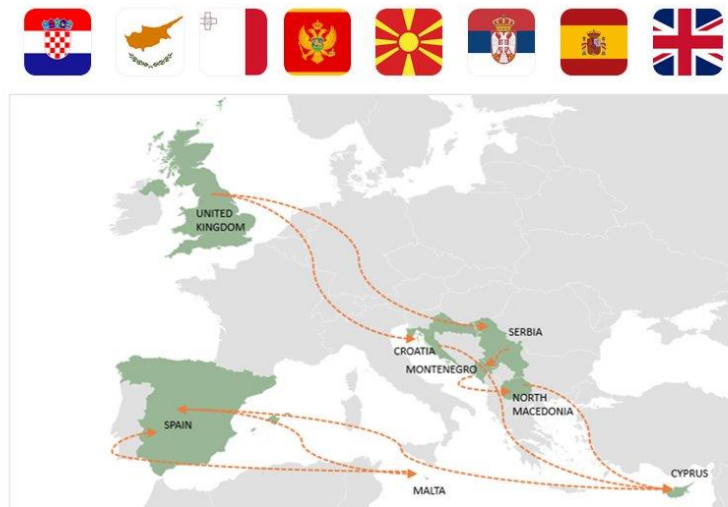 UNITED
KINGDOM
SERBIA
CROATIA
MONTENEGRO
NORTH
MACEDONIA
SPAIN
CYPRUS
MALTA